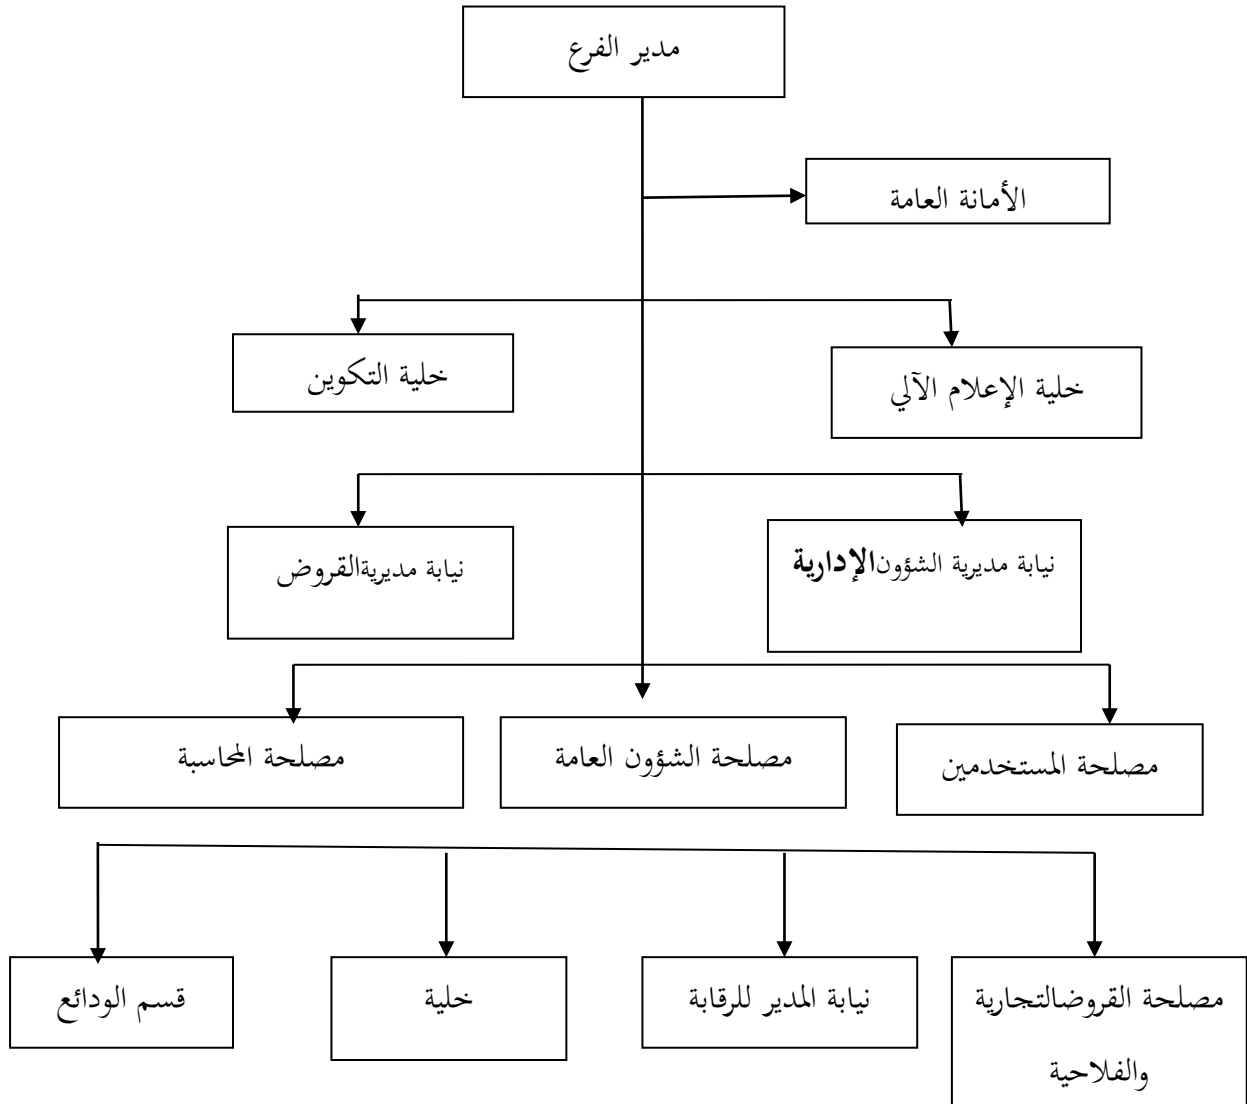 مدير الفرع
الأمانة العامة
خلية الإعلام الآلي
خلية التكوين
نيابة مديرية الشؤونالإدارية
نيابة مديريةالقروض
مصلحة المستخدمين
مصلحة الشؤون العامة
مصلحة المحاسبة
مصلحة القروضالتجارية
والفلاحية
نيابة المدير للرقابة
خلية
قسم الودائع